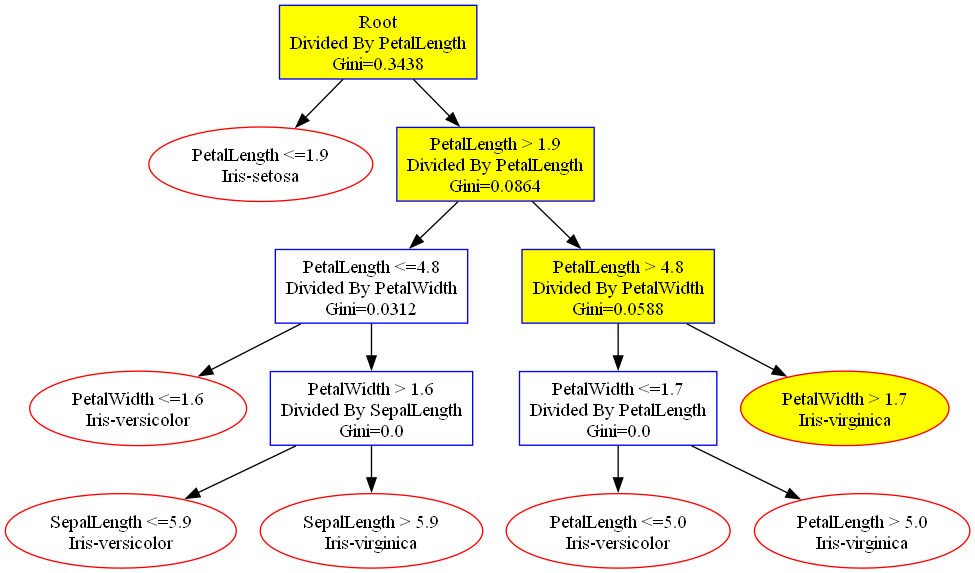 Root
Divided By PetalLength
Gini=0.3438
PetalLength <=1.9
Iris-setosa
PetalLength > 1.9
Divided By PetalLength
Gini=0.0864
PetalLength <=4.8
Divided By PetalWidth
Gini=0.0312
PetalLength > 4.8
Divided By PetalWidth
Gini=0.0588
PetalWidth <=1.6
Iris-versicolor
PetalWidth > 1.6
Divided By SepalLength
Gini=0.0
PetalWidth <=1.7
Divided By PetalLength
Gini=0.0
PetalWidth > 1.7
Iris-virginica
SepalLength <=5.9
Iris-versicolor
SepalLength > 5.9
Iris-virginica
PetalLength <=5.0
Iris-versicolor
PetalLength > 5.0
Iris-virginica